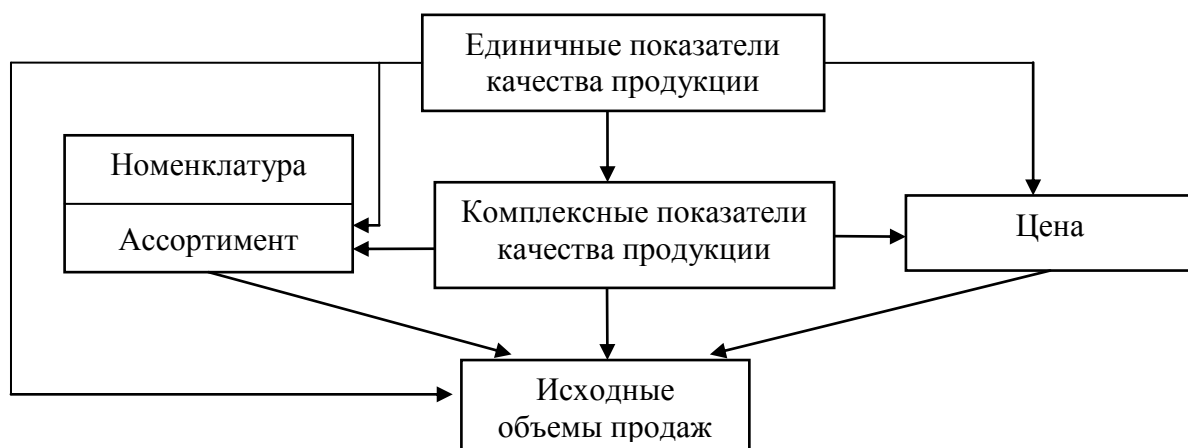 Единичные показатели
качества продукции
Номенклатура
Ассортимент
Комплексные показатели
качества продукции
Цена
Исходные
объемы продаж